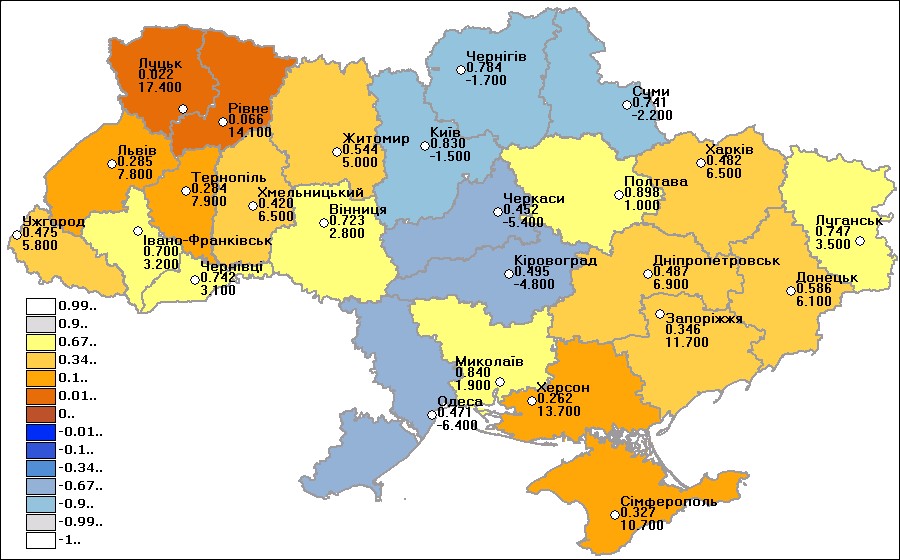 Чернігів
0.784
-1.700
Луцьк
0.022
17.400
Суми
0.741
-2.200
Рівне
0.066
14.100
Київ
0.830
-1.500
Житомир
0.544
5.000
Харків
0.482
6.500
Львів
0.285
7.800
Тернопіль
0.284
7.900
Полтава
0.898
1.000
Хмельницький
0.420
6.500
Черкаси
0.452
-5.400
Вінниця
0.723
2.800
Ужгород
0.475
5.800
Луганськ
0.747
3.500
Івано-Франківськ
0.700
3.200
Кіровоград
0.495
-4.800
Дніпропетровськ
0.487
6.900
Чернівці
0.742
3.100
Донецьк
0.586
6.100
Запоріжжя
0.346
11.700
Миколаїв
0.840
1.900
Херсон
0.262
13.700
Одеса
0.471
-6.400
Сімферополь
0.327
10.700
0.99..
0.9..
0.67..
0.34..
0.1..
0.01..
0..
-0.01..
-0.1..
-0.34..
-0.67..
-0.9..
-0.99..
-1..